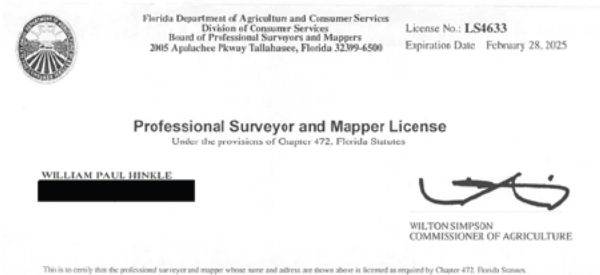 Florida Department of Agriculture and Consumer Services
Division of Consumer Services
Board of Professional Surveyors and Mappers
2005 Apalachee Pkway Tallahassee, Florida 32399-6500
License No.: LS4633
Expiration Date February 28, 2025
Professional Surveyor and Mapper License
Under the provisions of Chapter 472, Florida Statutes
WILLIAM PAUL HINKLE
WILTON SIMPSON
COMMISSIONER OF AGRICULTURE
This is to certify that the professional surveyor and mapper whose name and address are shown above is licensed as required by Chapter 472, Florida Statutes.